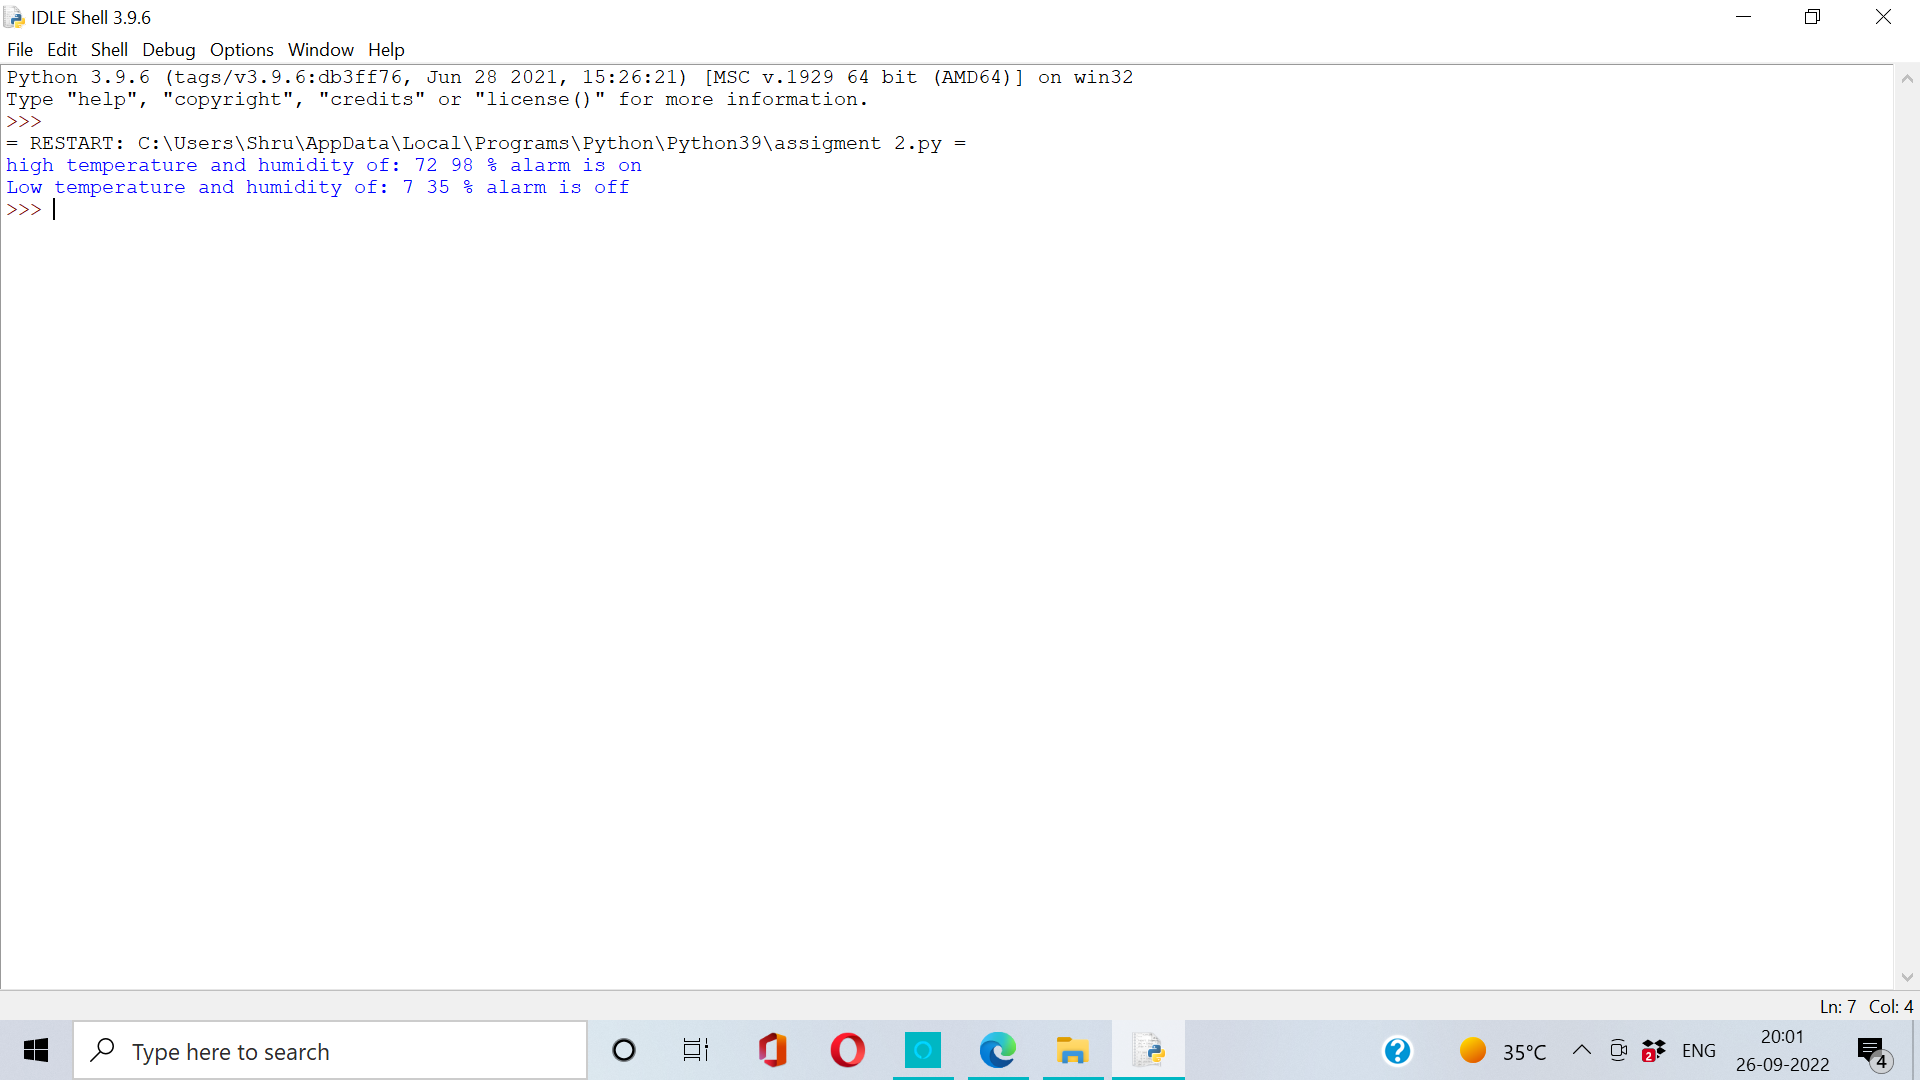 IDLE Shell 3.9.6
File Edit Shell Debug Options Window Help
Python 3.9.6 (tags/v3.9.6:db3ff76, Jun 28 2021, 15:26:21) [MSC v.1929 64 bit (AMD64)] on win32
Type "help", "copyright", "credits" or "license()" for more information.
>>>
= RESTART: C:\Users\Shru\AppData\Local\Programs\Python\Python39\assigment 2.py =
high temperature and humidity of: 72 98 % alarm is on
Low temperature and humidity of: 7 35 % alarm is off
>>>
Ln: 7 Col: 4
Type here to search
35°C
2
ENG
20:01
26-09-2022
4